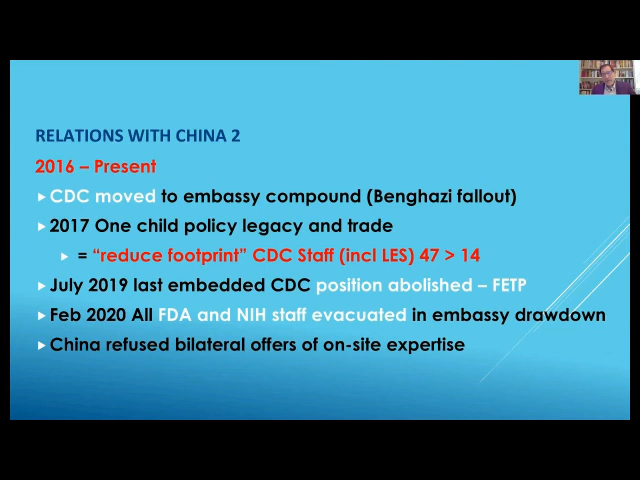 RELATIONS WITH CHINA 2
2016 – Present
CDC moved to embassy compound (Benghazi fallout)
2017 One child policy legacy and trade
= “reduce footprint” CDC Staff (incl LES) 47 > 14
July 2019 last embedded CDC position abolished – FETP
Feb 2020 All FDA and NIH staff evacuated in embassy drawdown
China refused bilateral offers of on-site expertise